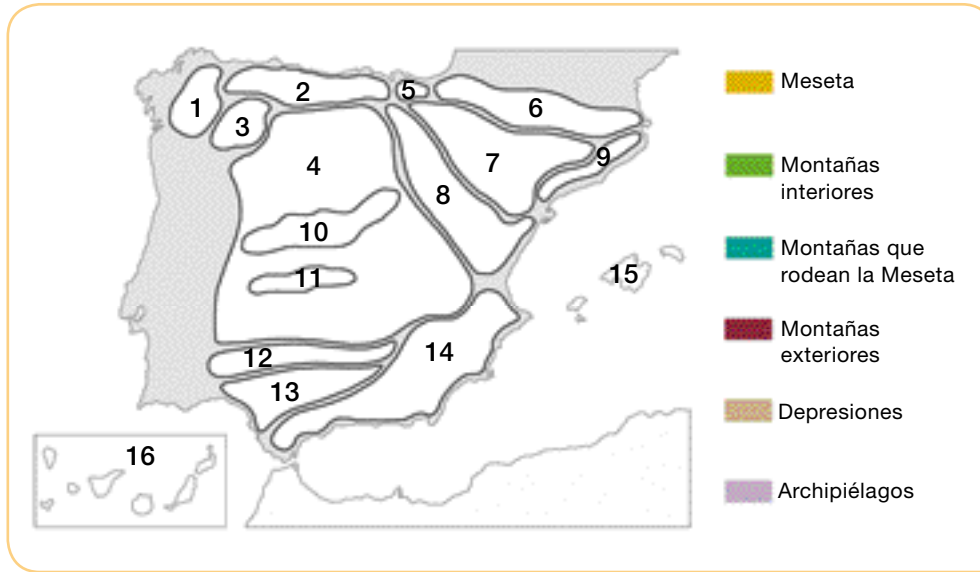 1
2
3
4
5
6
7
8
9
10
11
12
13
14
15
16
Meseta
Montañas
interiores
Montañas que
rodean la Meseta
Montañas
exteriores
Depresiones
Archipiélagos